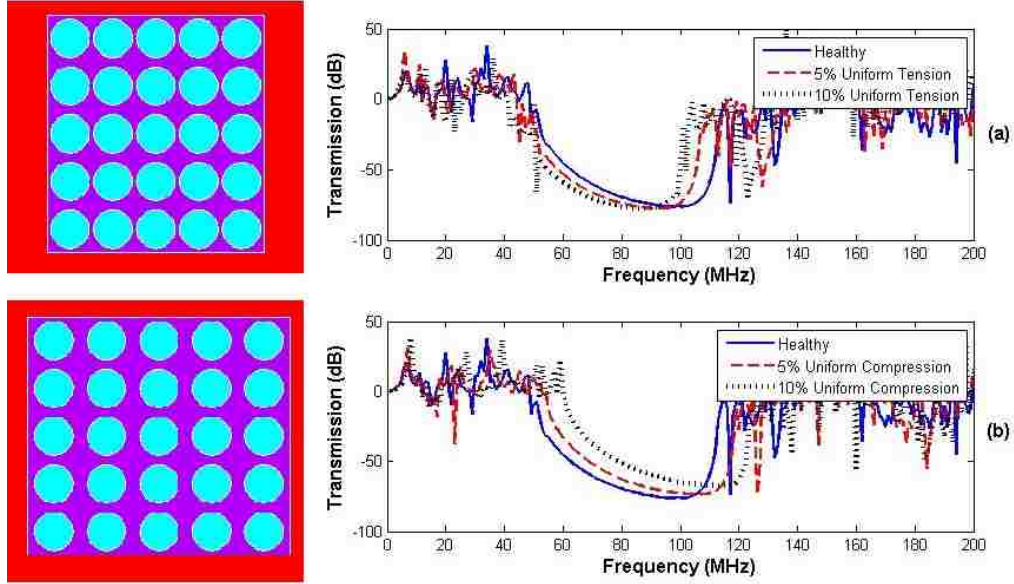 50
0
-50
-100
Transmission (dB)
0 20 40 60 80 100 120 140 160 180 200
Frequency (MHz)
Healthy
5% Uniform Tension
10% Uniform Tension
(a)
50
0
-50
-100
Transmission (dB)
0 20 40 60 80 100 120 140 160 180 200
Frequency (MHz)
Healthy
5% Uniform Compression
10% Uniform Compression
(b)